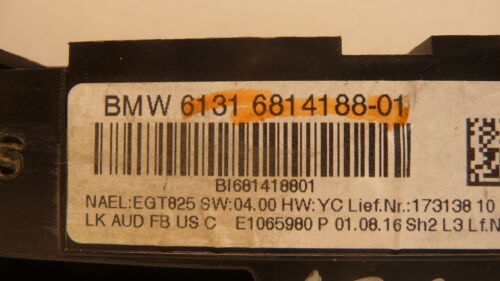 BMW 6131 6814188-01
BI681418801
NAEL:EGT825 SW:04.00 HW:YC Lief.Nr.:173138 10
LK AUD FB US C E1065980 P 01.08.16 Sh2 L3 Lf.N